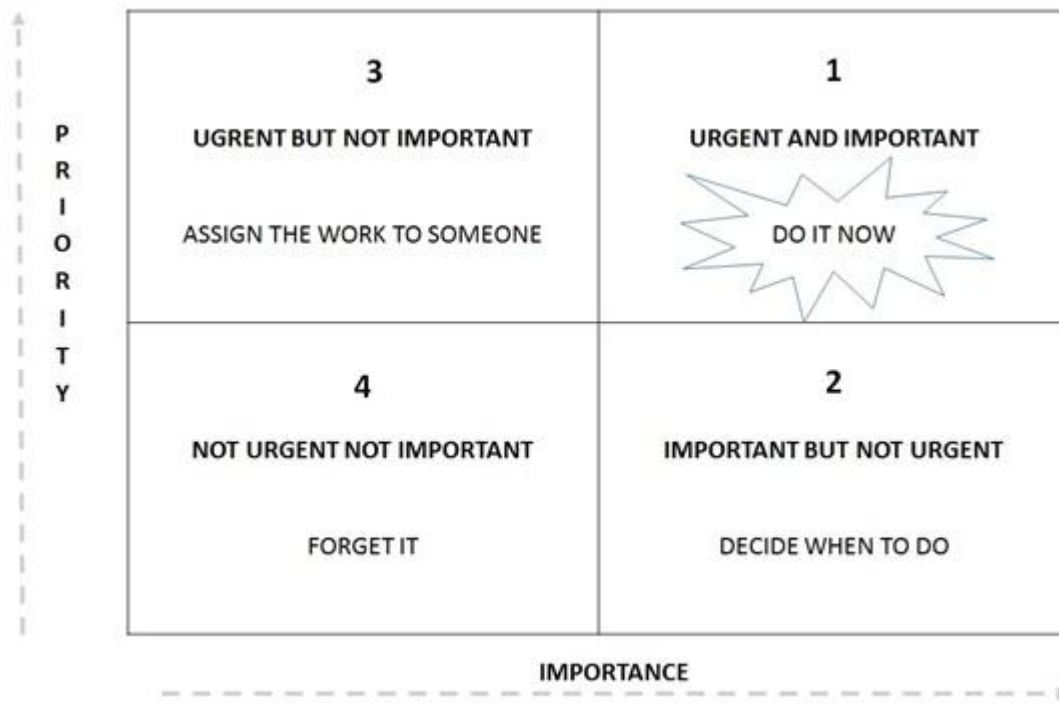 3
UGRENT BUT NOT IMPORTANT
ASSIGN THE WORK TO SOMEONE
1
URGENT AND IMPORTANT
DO IT NOW
4
NOT URGENT NOT IMPORTANT
FORGET IT
2
IMPORTANT BUT NOT URGENT
DECIDE WHEN TO DO
PRIORITY
IMPORTANCE